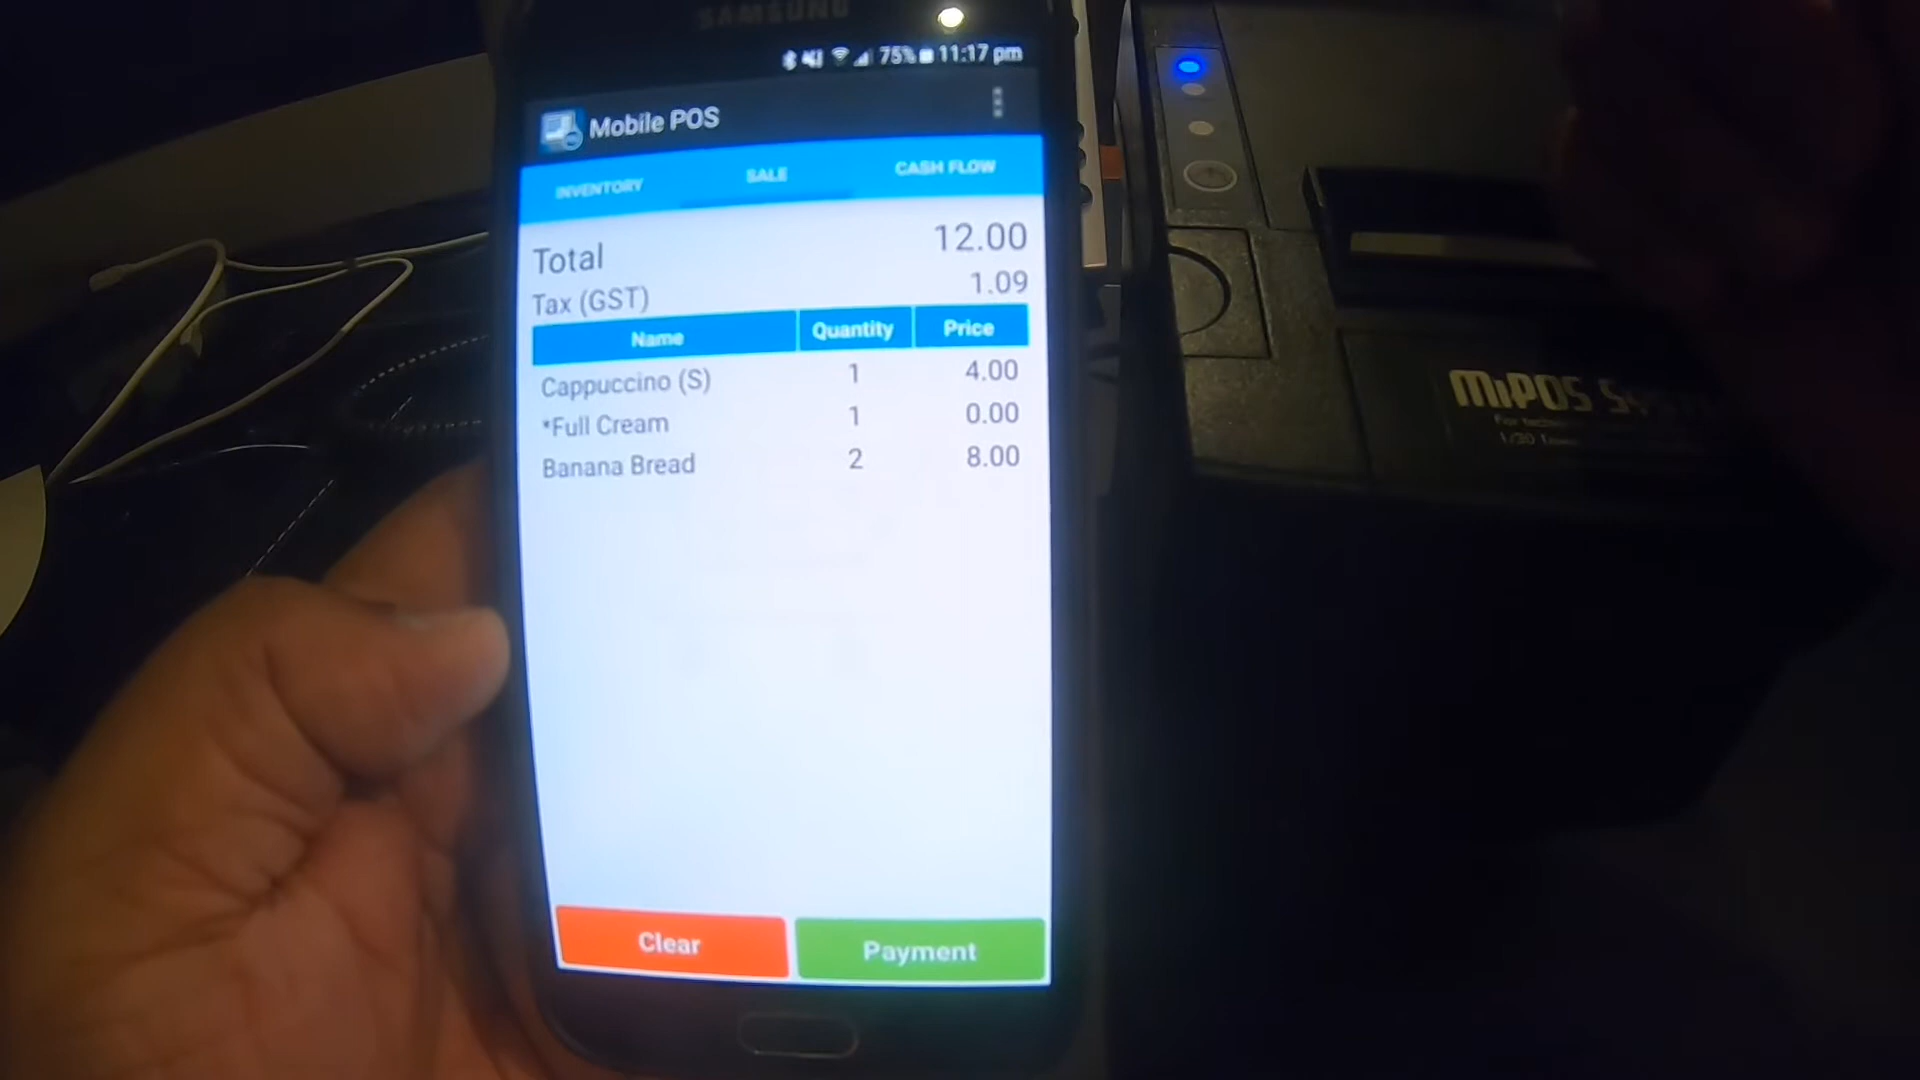 SAMSUNG
75% 11:17 pm
Mobile POS
INVENTORY SALE CASH FLOW
Total 12.00
Tax (GST) 1.09
Name Quantity Price
Cappuccino (S) 1 4.00
*Full Cream 1 0.00
Banana Bread 2 8.00
Clear Payment
MiPOS